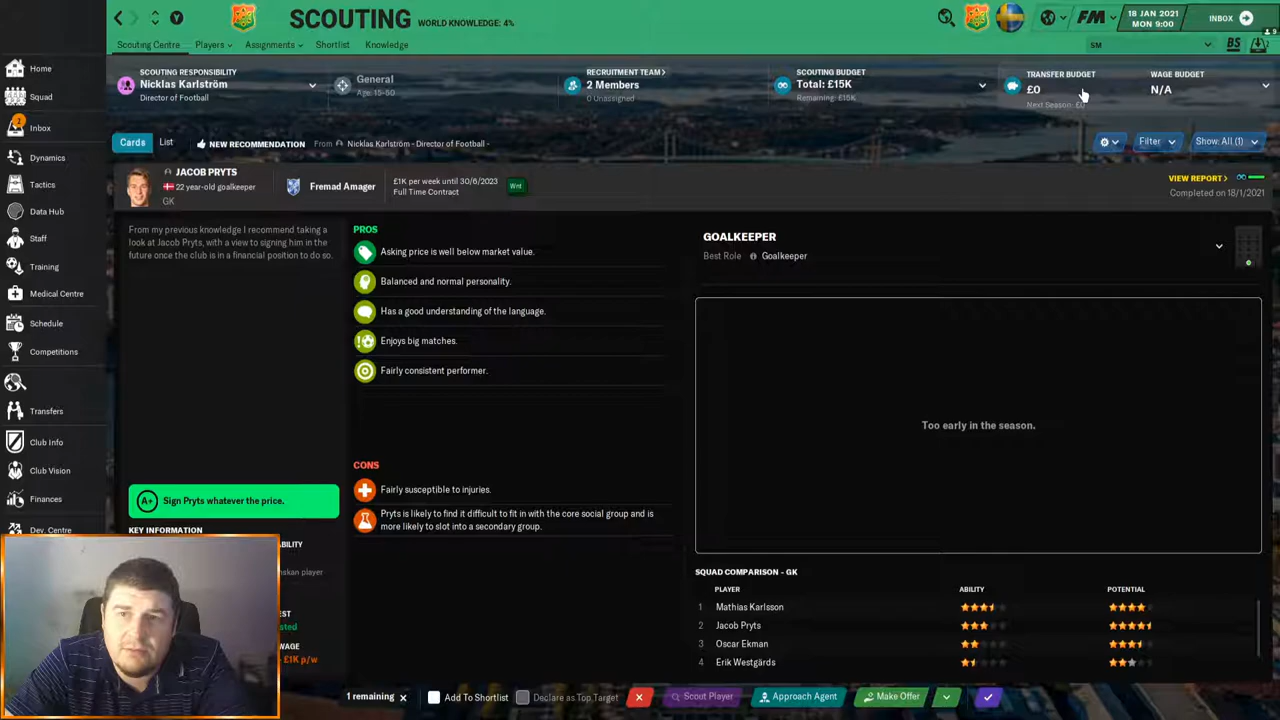 SCOUTING WORLD KNOWLEDGE: 4%
FM
18 JAN 2021
MON 9:00
INBOX
9
Scouting Centre Players Assignments Shortlist Knowledge
SM
BS
Home
Squad
Inbox
Dynamics
Tactics
Data Hub
Staff
Training
Medical Centre
Schedule
Competitions
Transfers
Club Info
Club Vision
Finances
Dev. Centre
SCOUTING RESPONSIBILITY
Nicklas Karlström
Director of Football
General
RECRUITMENT TEAM >
2 Members
0 Unassigned
SCOUTING BUDGET
Total: £15K
Remaining: £15K
TRANSFER BUDGET
£0
Next Season: £0
WAGE BUDGET
N/A
Cards List NEW RECOMMENDATION From Nicklas Karlström - Director of Football -
Filter Show: All (1)
JACOB PRYTS
22 year-old goalkeeper
GK
Fremad Amager
£1K per week until 30/6/2023
Full Time Contract
Wnt
VIEW REPORT >
Completed on 18/1/2021
From my previous knowledge I recommend taking a
look at Jacob Pryts, with a view to signing him in the
future once the club is in a financial position to do so.
PROS
Asking price is well below market value.
Balanced and normal personality.
Has a good understanding of the language.
Enjoys big matches.
Fairly consistent performer.
CONS
Fairly susceptible to injuries.
Pryts is likely to find it difficult to fit in with the core social group and is
more likely to slot into a secondary group.
A+ Sign Pryts whatever the price.
KEY INFORMATION
GOALKEEPER
Best Role Goalkeeper
Too early in the season.
SQUAD COMPARISON - GK
PLAYER ABILITY POTENTIAL
1 Mathias Karlsson
2 Jacob Pryts
3 Oscar Ekman
4 Erik Westgärds
1 remaining Add To Shortlist Declare as Top Target Scout Player Approach Agent Make Offer